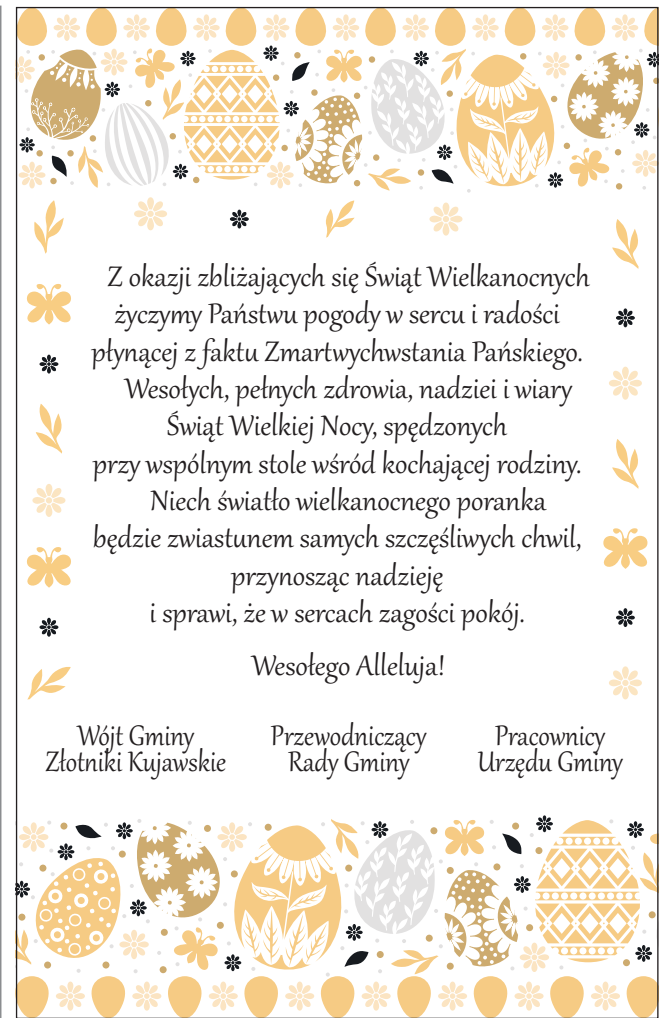 Z okazji zbliżających się Świąt Wielkanocnych
życzymy Państwu pogody w sercu i radości
płynącej z faktu Zmartwychwstania Pańskiego.
Wesołych, pełnych zdrowia, nadziei i wiary
Świąt Wielkiej Nocy, spędzonych
przy wspólnym stole wśród kochającej rodziny.
Niech światło wielkanocnego poranka
będzie zwiastunem samych szczęśliwych chwil,
przynosząc nadzieję
i sprawi, że w sercach zagości pokój.
Wesołego Alleluja!
Wójt Gminy
Złotniki Kujawskie
Przewodniczący
Rady Gminy
Pracownicy
Urzędu Gminy